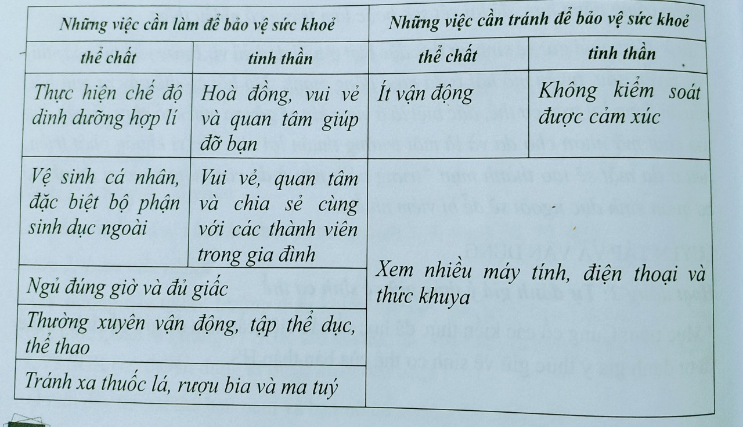 Những việc cần làm để bảo vệ sức khoẻ
Những việc cần tránh để bảo vệ sức khoẻ
thể chất
tinh thần
thể chất
tinh thần
Thực hiện chế độ
dinh dưỡng hợp lí
Hoà đồng, vui vẻ
và quan tâm giúp
đỡ bạn
Ít vận động
Không kiểm soát
được cảm xúc
Vệ sinh cá nhân,
đặc biệt bộ phận
sinh dục ngoài
Vui vẻ, quan tâm
và chia sẻ cùng
với các thành viên
trong gia đình
Xem nhiều máy tính, điện thoại và
thức khuya
Ngủ đúng giờ và đủ giấc
Thường xuyên vận động, tập thể dục,
thể thao
Tránh xa thuốc lá, rượu bia và ma tuý